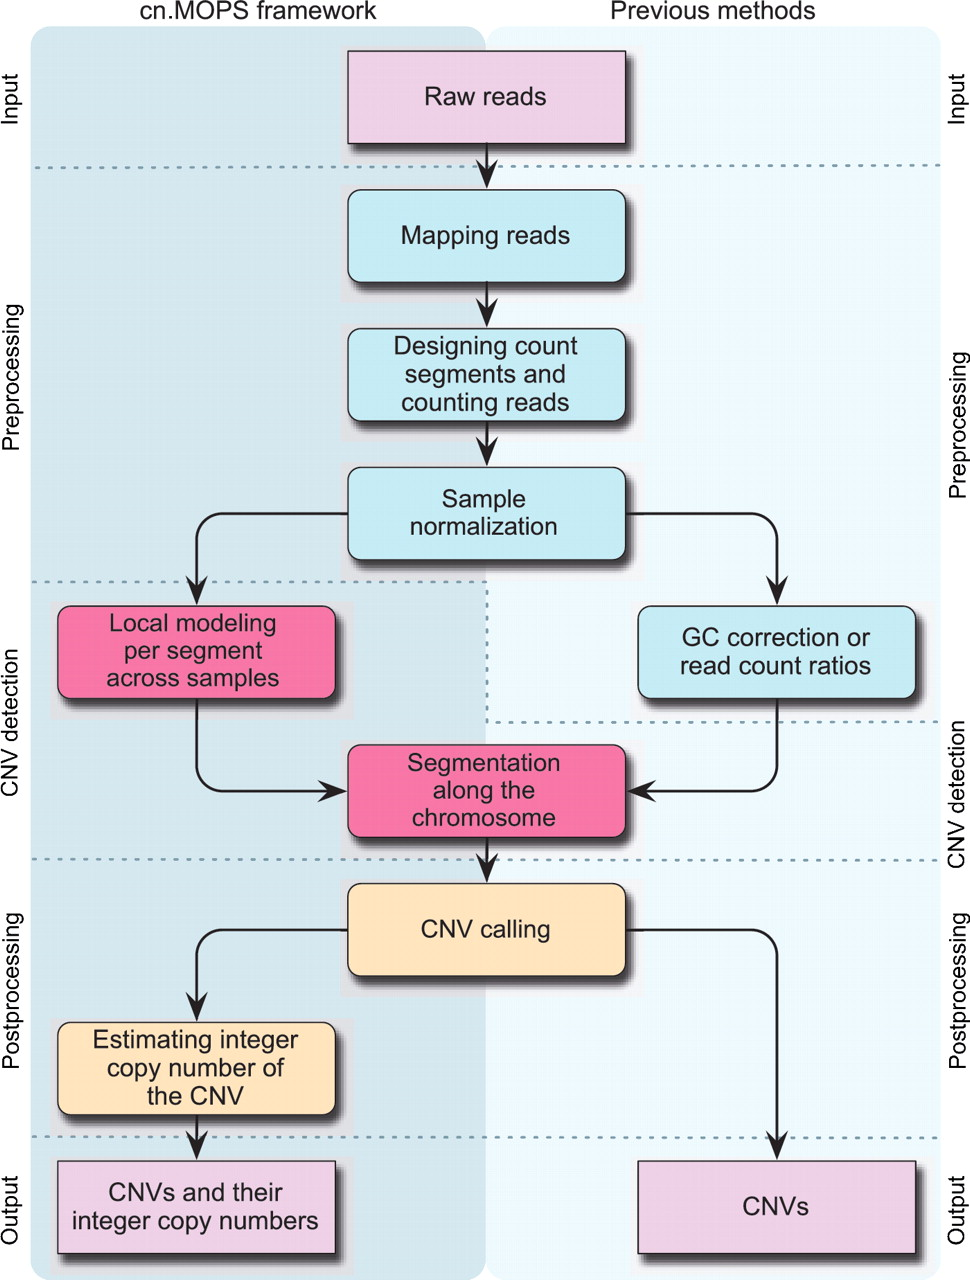 cn.MOPS framework
Previous methods
Input
Raw reads
Input
Mapping reads
Preprocessing
Designing count
segments and
counting reads
Preprocessing
Sample
normalization
Local modeling
per segment
across samples
GC correction or
read count ratios
CNV detection
Segmentation
along the
chromosome
CNV detection
CNV calling
Postprocessing
Postprocessing
Estimating integer
copy number of
the CNV
Output
CNVs and their
integer copy numbers
CNVs
Output